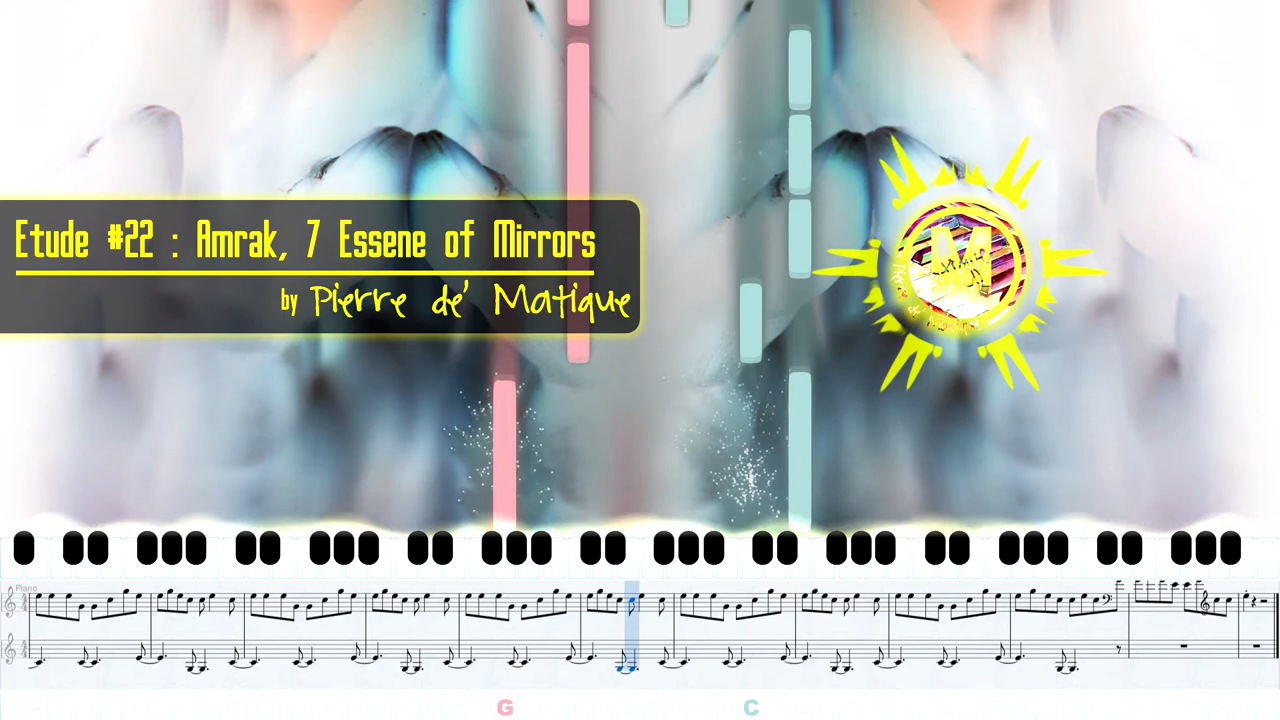 Etude #22 : Amrak, 7 Essene of Mirrors
by Pierre de' Matique
M
Piano
G C